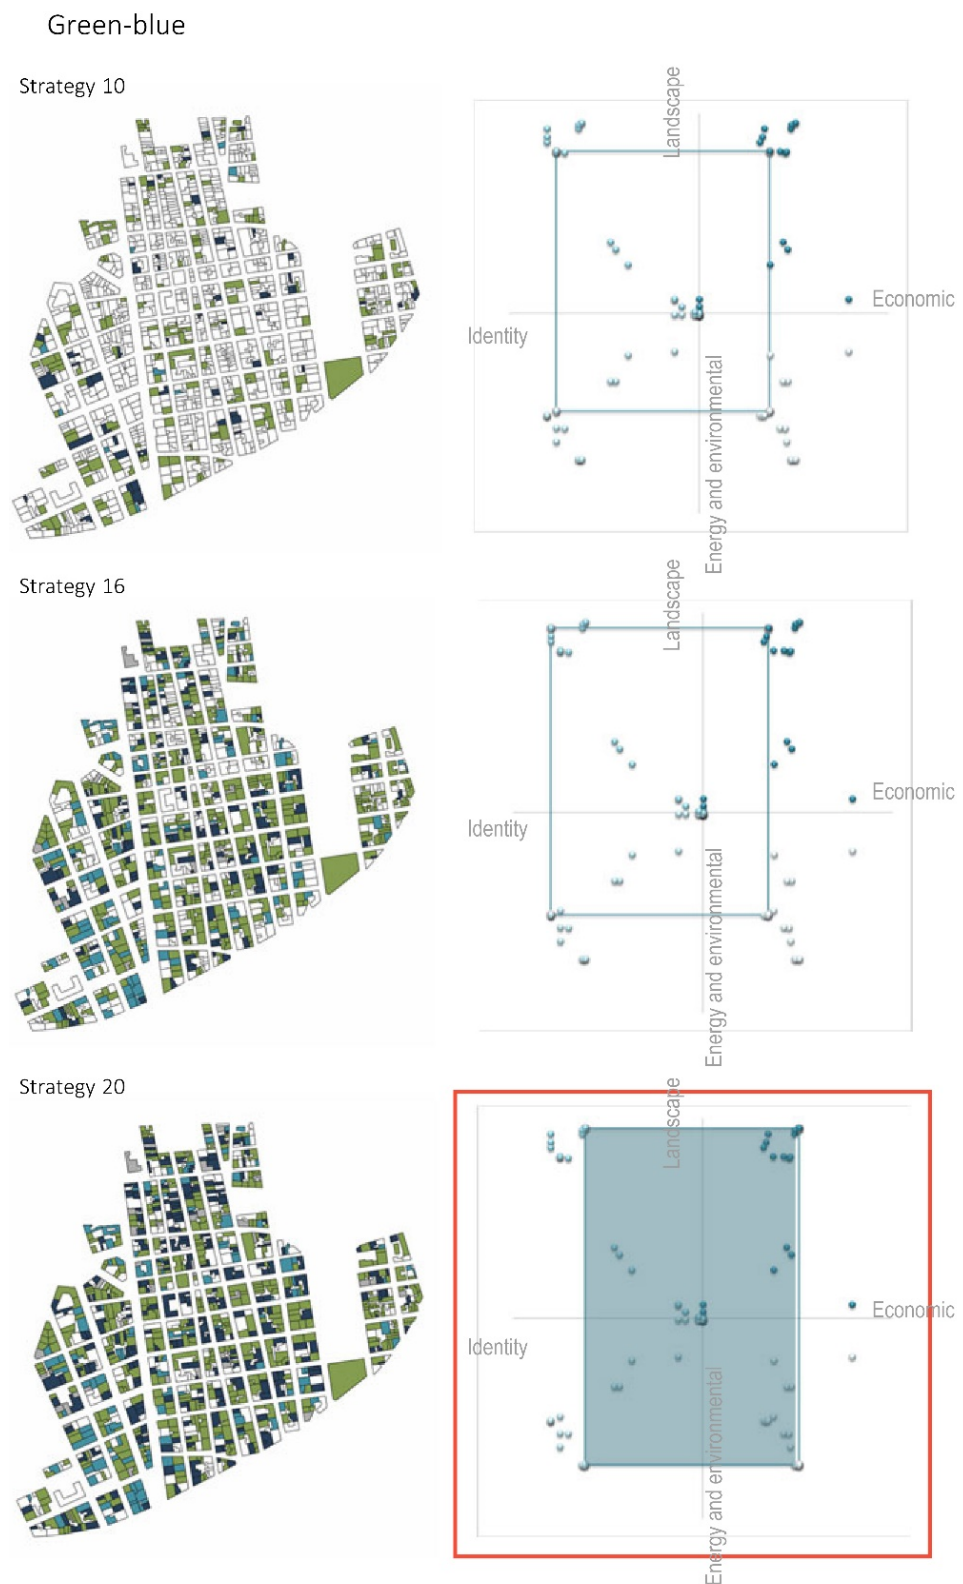 Green-blue
Strategy 10
Landscape
Economic
Identity
Energy and environmental
Strategy 16
Landscape
Economic
Identity
Energy and environmental
Strategy 20
Landscape
Economic
Identity
Energy and environmental